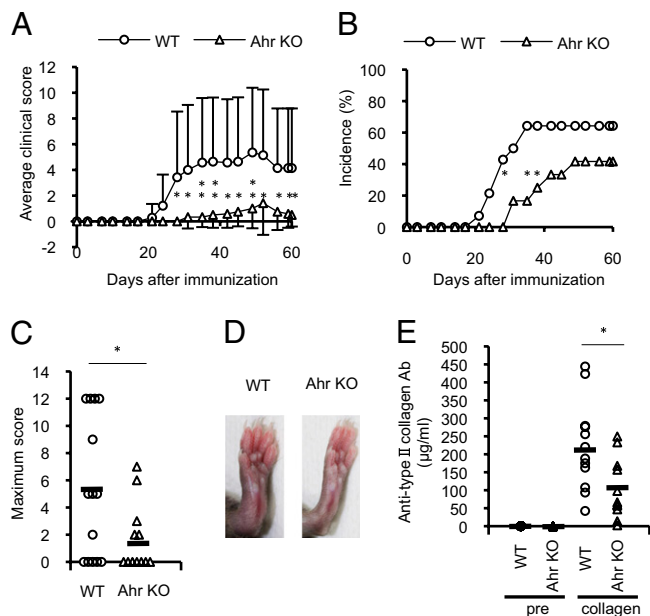 A
WT Ahr KO
Average clinical score
14
12
10
8
6
4
2
0
-2
* * * * * * * * * * *
* * *
0 20 40 60
Days after immunization
B
WT Ahr KO
Incidence (%)
100
80
60
40
20
0
* * *
0 20 40 60
Days after immunization
C
*
Maximum score
14
12
10
8
6
4
2
0
WT Ahr KO
D
WT Ahr KO
E
*
Anti-type II collagen Ab
(μg/ml)
500
450
400
350
300
250
200
150
100
50
0
WT Ahr KO WT Ahr KO
pre collagen